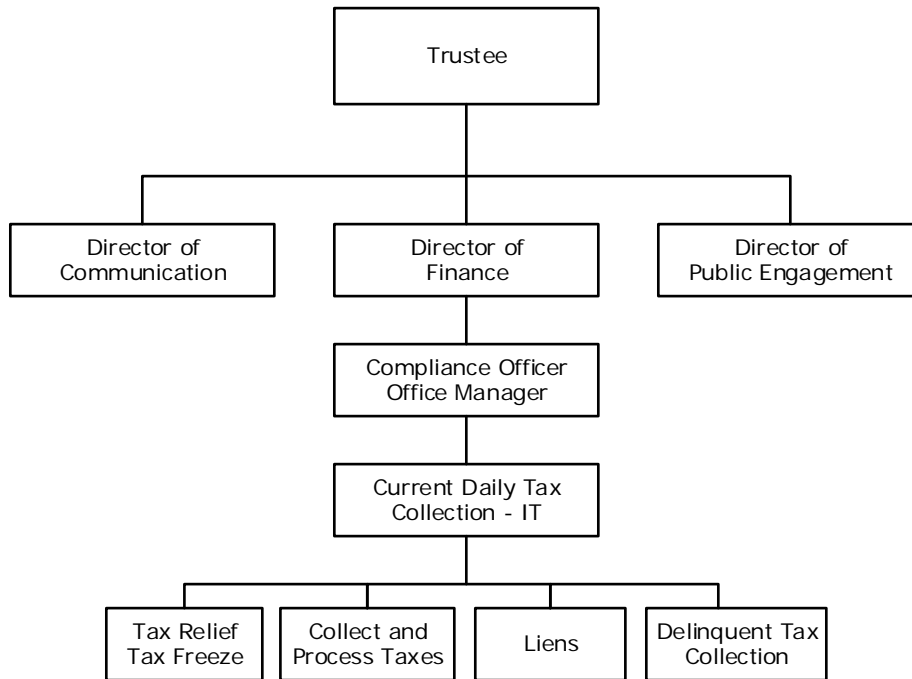 Trustee
Director of
Communication
Director of
Finance
Director of
Public Engagement
Compliance Officer
Office Manager
Current Daily Tax
Collection - IT
Tax Relief
Tax Freeze
Collect and
Process Taxes
Liens
Delinquent Tax
Collection